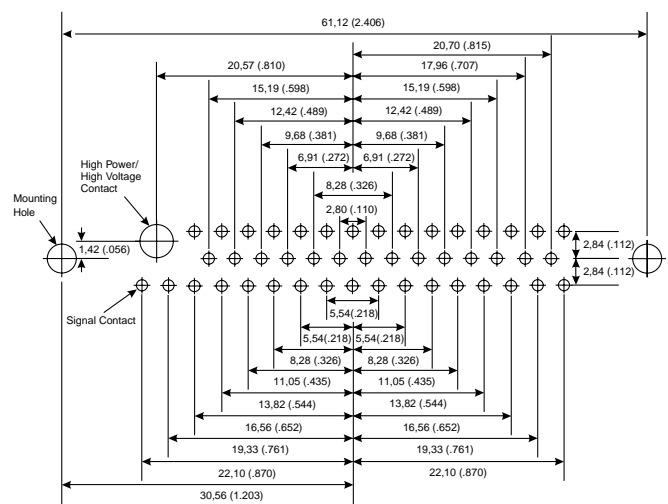 61,12 (2.406)
20,70 (.815)
20,57 (.810) 17,96 (.707)
15,19 (.598) 15,19 (.598)
12,42 (.489) 12,42 (.489)
9,68 (.381) 9,68 (.381)
6,91 (.272) 6,91 (.272)
High Power/
High Voltage
Contact
8,28 (.326)
Mounting
Hole
2,80 (.110)
1,42 (.056)
2,84 (.112)
2,84 (.112)
Signal Contact
5,54(.218)
5,54(.218) 5,54(.218)
8,28 (.326) 8,28 (.326)
11,05 (.435) 11,05 (.435)
13,82 (.544) 13,82 (.544)
16,56 (.652) 16,56 (.652)
19,33 (.761) 19,33 (.761)
22,10 (.870) 22,10 (.870)
30,56 (1.203)